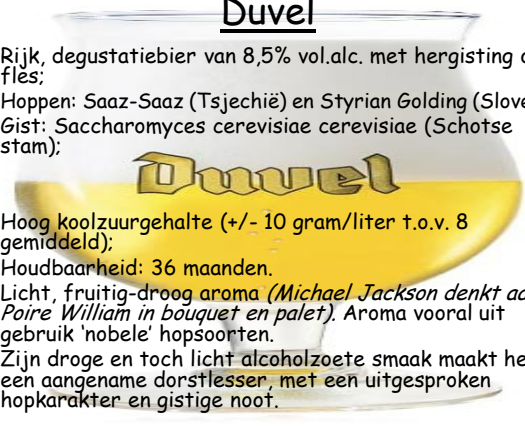 Duvel
Rijk, degustatiebier van 8,5% vol.alc. met hergisting
fles;
Hoppen: Saaz-Saaz (Tsjechië) en Styrian Golding
Gist: Saccharomyces cerevisiae cerevisiae (Schotse
stam);
Duvel
Hoog koolzuurgehalte (+/- 10 gram/liter t.o.v. 8
gemiddeld);
Houdbaarheid: 36 maanden.
Licht, fruitig-droog aroma (Michael Jackson denkt
Poire William in bouquet en palet). Aroma vooral uit
gebruik 'nobele' hopsoorten.
Zijn droge en toch licht alcoholzoete smaak maakt
een aangename dorstlesser, met een uitgesproken
hopkarakter en gistige noot.